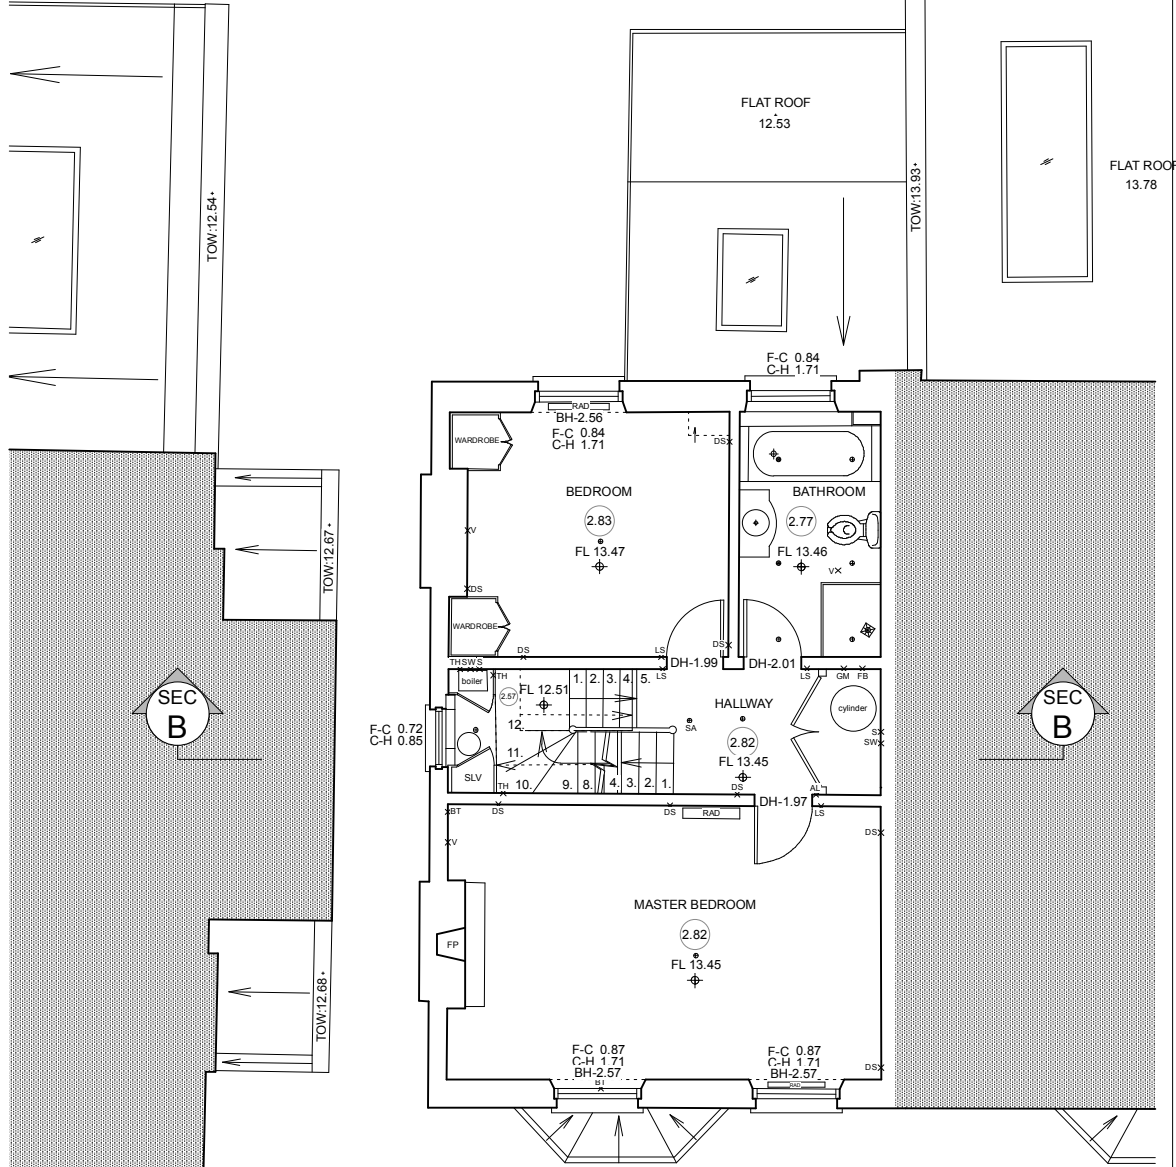 FLAT ROOF
12.53
FLAT ROOF
13.78
TOW:12.54
TOW:13.93
F-C 0.84
C-H 1.71
RAD
BH-2.56
F-C 0.84
C-H 1.71
WARDROBE
DS
BEDROOM
2.83
FL 13.47
V
DS
WARDROBE
BATHROOM
2.77
FL 13.46
V
TOW:12.67
DS
LS
DS
DH-1.99
DH-2.01
LS
GM
FB
TH SW S
boiler
TH
2.57
FL 12.51
1. 2. 3. 4. 5.
HALLWAY
SA
2.82
FL 13.45
cylinder
S
SW
SEC
B
SEC
B
F-C 0.72
C-H 0.85
12.
11.
10. 9. 8. 4. 3. 2. 1.
SLV
TH
DS
AL
DH-1.97
LS
BT
DS
DS
RAD
V
DS
MASTER BEDROOM
2.82
FL 13.45
FP
TOW:12.68
F-C 0.87
C-H 1.71
BH-2.57
BT
F-C 0.87
C-H 1.71
BH-2.57
RAD
DS